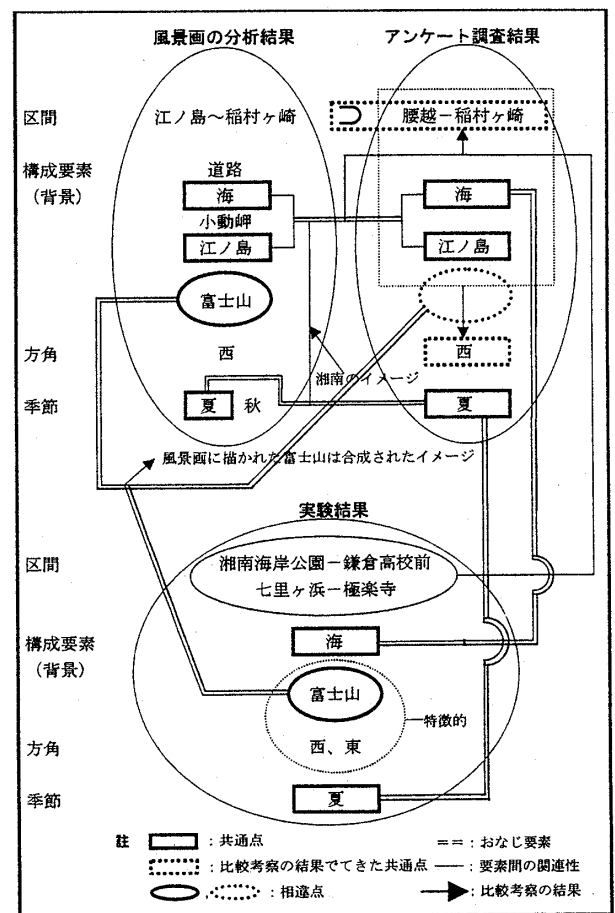 風景画の分析結果 アンケート調査結果
区間 江ノ島~稲村ヶ崎 腰越-稲村ヶ崎
構成要素 道路
(背景) 海 海
小動岬
江ノ島 江ノ島
富士山
方角 西 西
湘南のイメージ
季節 夏 秋 夏
風景画に描かれた富士山は合成されたイメージ
実験結果
区間 湘南海岸公園-鎌倉高校前
七里ヶ浜-極楽寺
構成要素 海
(背景)
富士山
特徴的
方角 西、東
季節 夏
註 :共通点 :おなじ要素
:比較考察の結果でてきた共通点 :要素間の関連性
, :相違点 :比較考察の結果